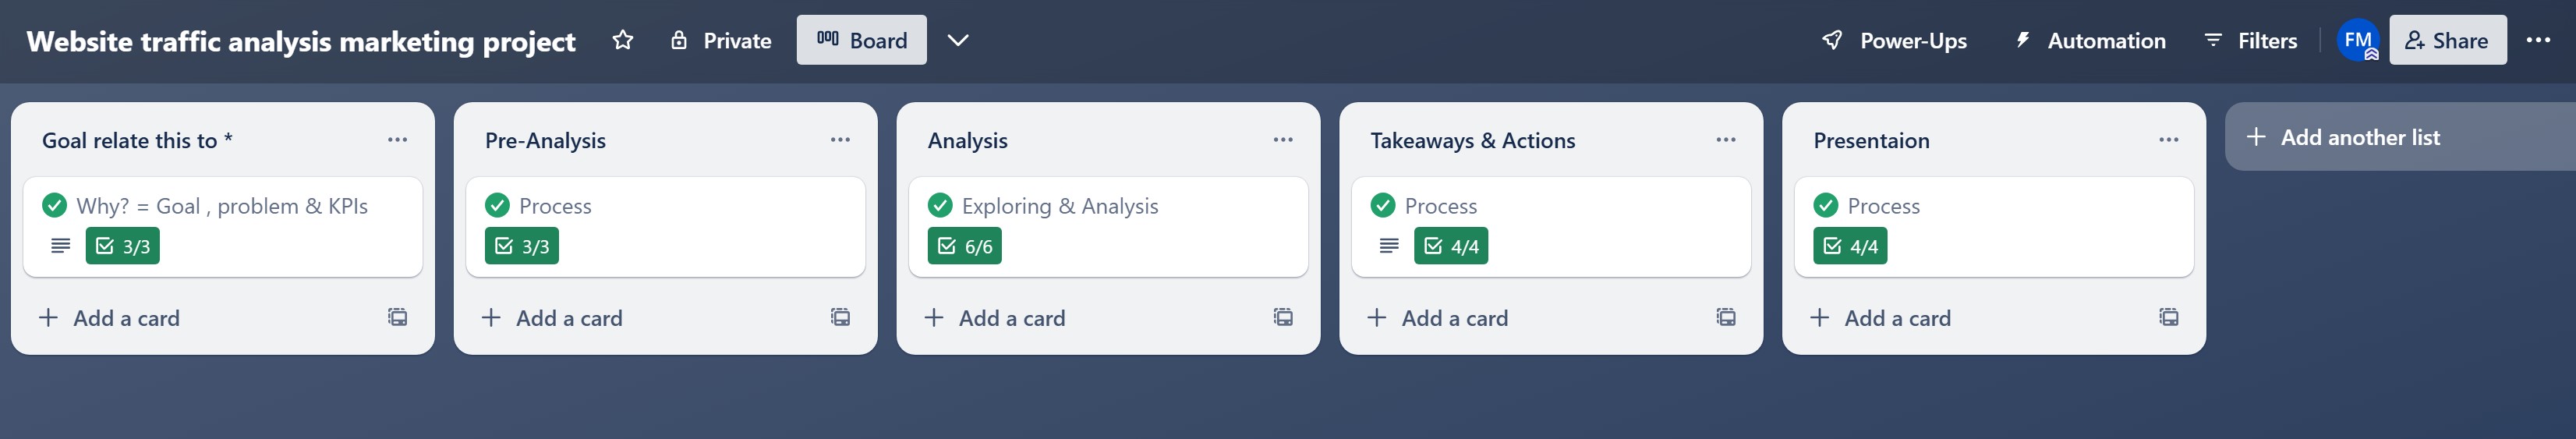 Website traffic analysis marketing project
Private
Board
Power-Ups
Automation
Filters
FM
Share
Goal relate this to *
Why? = Goal , problem & KPIs
3/3
Add a card
Pre-Analysis
Process
3/3
Add a card
Analysis
Exploring & Analysis
6/6
Add a card
Takeaways & Actions
Process
4/4
Add a card
Presentaion
Process
4/4
Add a card
Add another list